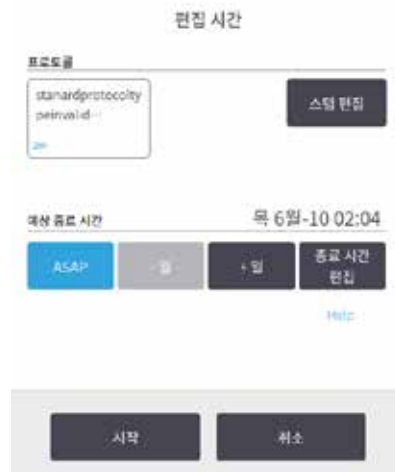 편집 시간
프로토콜
stanardprotocolty
peinvalid...
스텝 편집
예상 종료 시간
목 6월-10 02:04
ASAP
- 일
+ 일
종료 시간
편집
Help
시작
취소